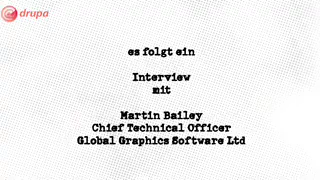 drupa
es folgt ein
Interview
mit
Martin Bailey
Chief Technical Officer
Global Graphics Software Ltd